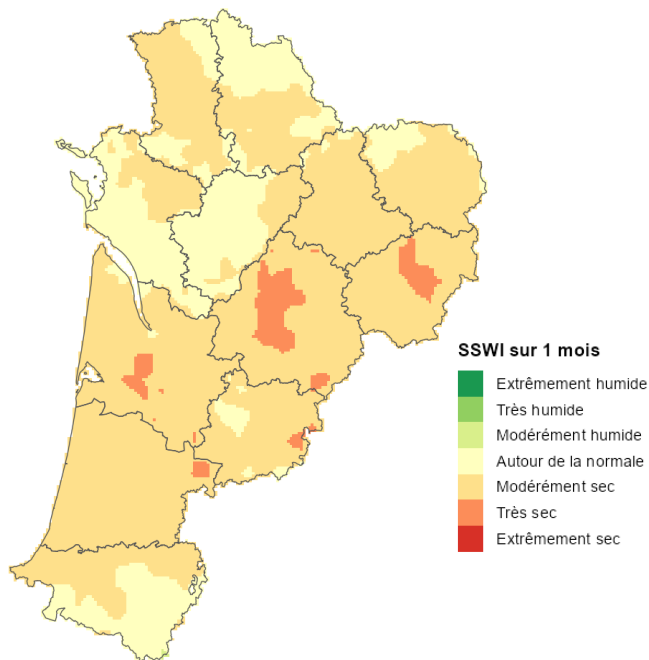 SSWI sur 1 mois
Extrêmement humide
Très humide
Modérément humide
Autour de la normale
Modérément sec
Très sec
Extrêmement sec